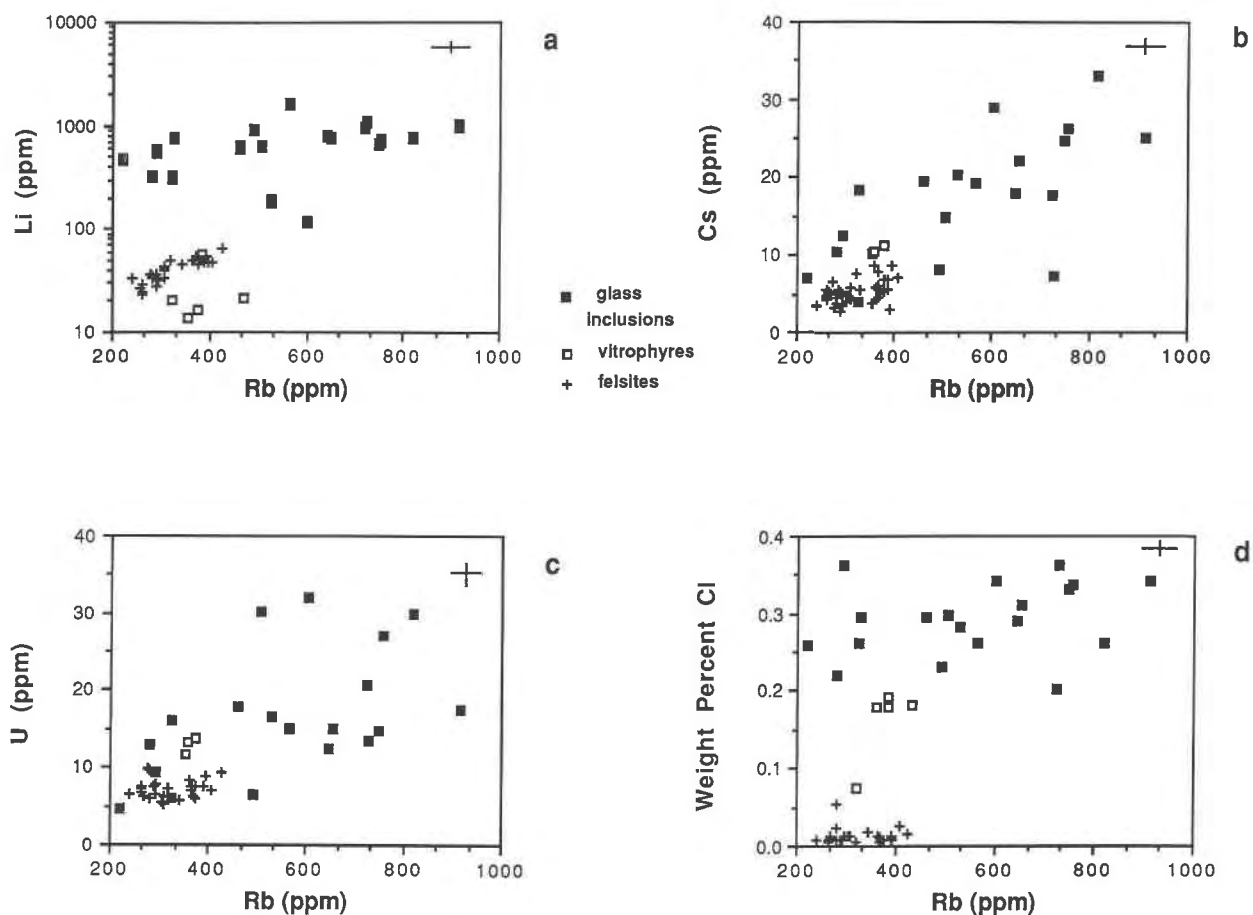 10000
1000
100
10
Li (ppm)
200 400 600 800 1000
Rb (ppm)
a
40
30
20
10
0
Cs (ppm)
200 400 600 800 1000
Rb (ppm)
b
glass
inclusions
vitrophyres
felsites
40
30
20
10
0
U (ppm)
200 400 600 800 1000
Rb (ppm)
c
0.4
0.3
0.2
0.1
0.0
Weight Percent Cl
200 400 600 800 1000
Rb (ppm)
d